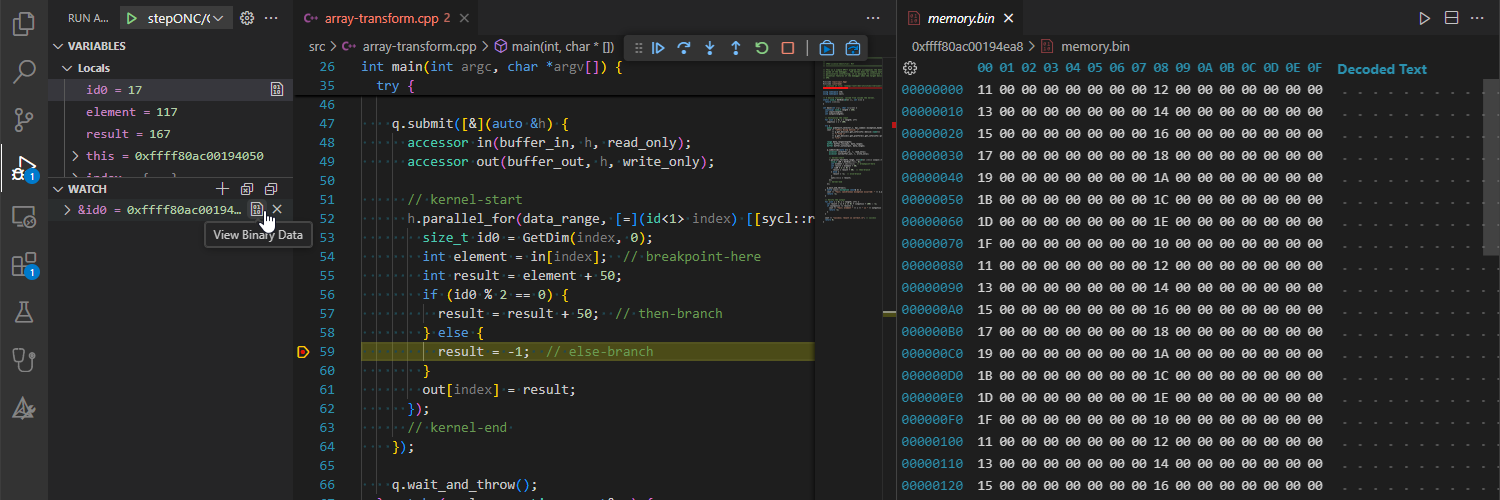 RUN A...
stepONC/(
VARIABLES
Locals
id0 = 17
element = 117
result = 167
this = 0xffff80ac00194050
WATCH
&id0 = 0xffff80ac00194...
View Binary Data
1
1
array-transform.cpp 2
src > array-transform.cpp > main(int, char * [])
26 int main(int argc, char *argv[]) {
35 try {
46
47 q.submit([&](auto &h) {
48 accessor in(buffer_in, h, read_only);
49 accessor out(buffer_out, h, write_only);
50
51 // kernel-start
52 h.parallel_for(data_range, [=](id<1> index) [[sycl::r
53 size_t id0 = GetDim(index, 0);
54 int element = in[index]; // breakpoint-here
55 int result = element + 50;
56 if (id0 % 2 == 0) {
57 result = result + 50; // then-branch
58 } else {
59 result = -1; // else-branch
60 }
61 out[index] = result;
62 });
63 // kernel-end
64 });
65
66 q.wait_and_throw();
memory.bin
0xffff80ac00194ea8 > memory.bin
00 01 02 03 04 05 06 07 08 09 0A 0B 0C 0D 0E 0F Decoded Text
00000000 11 00 00 00 00 00 00 00 12 00 00 00 00 00 00 00
00000010 13 00 00 00 00 00 00 00 14 00 00 00 00 00 00 00
00000020 15 00 00 00 00 00 00 00 16 00 00 00 00 00 00 00
00000030 17 00 00 00 00 00 00 00 18 00 00 00 00 00 00 00
00000040 19 00 00 00 00 00 00 00 1A 00 00 00 00 00 00 00
00000050 1B 00 00 00 00 00 00 00 1C 00 00 00 00 00 00 00
00000060 1D 00 00 00 00 00 00 00 1E 00 00 00 00 00 00 00
00000070 1F 00 00 00 00 00 00 00 10 00 00 00 00 00 00 00
00000080 11 00 00 00 00 00 00 00 12 00 00 00 00 00 00 00
00000090 13 00 00 00 00 00 00 00 14 00 00 00 00 00 00 00
000000A0 15 00 00 00 00 00 00 00 16 00 00 00 00 00 00 00
000000B0 17 00 00 00 00 00 00 00 18 00 00 00 00 00 00 00
000000C0 19 00 00 00 00 00 00 00 1A 00 00 00 00 00 00 00
000000D0 1B 00 00 00 00 00 00 00 1C 00 00 00 00 00 00 00
000000E0 1D 00 00 00 00 00 00 00 1E 00 00 00 00 00 00 00
000000F0 1F 00 00 00 00 00 00 00 10 00 00 00 00 00 00 00
00000100 11 00 00 00 00 00 00 00 12 00 00 00 00 00 00 00
00000110 13 00 00 00 00 00 00 00 14 00 00 00 00 00 00 00
00000120 15 00 00 00 00 00 00 00 16 00 00 00 00 00 00 00